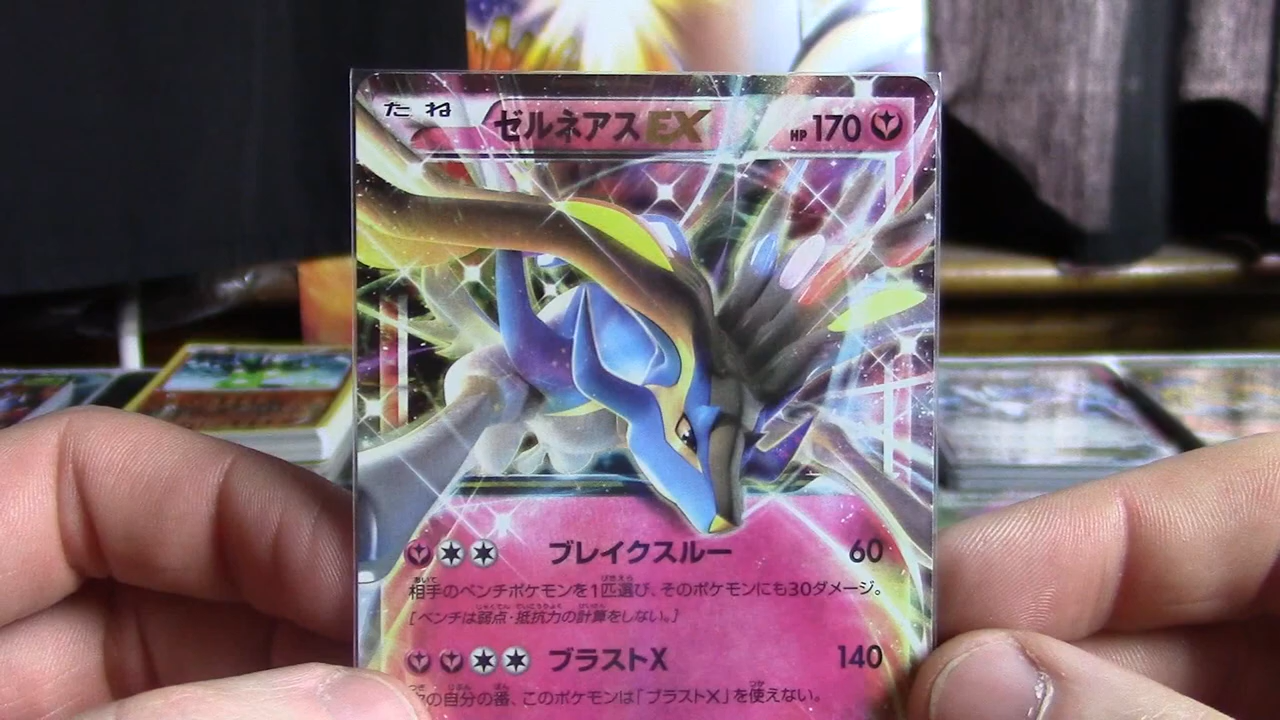 たね ゼルネアスEX HP 170
ブレイクスルー 60
相手のベンチポケモンを1匹選び、そのポケモンにも30ダメージ。
[ベンチは弱点・抵抗力の計算をしない。]
ブラストX 140
の自分の番、このポケモンは「ブラストX」を使えない。